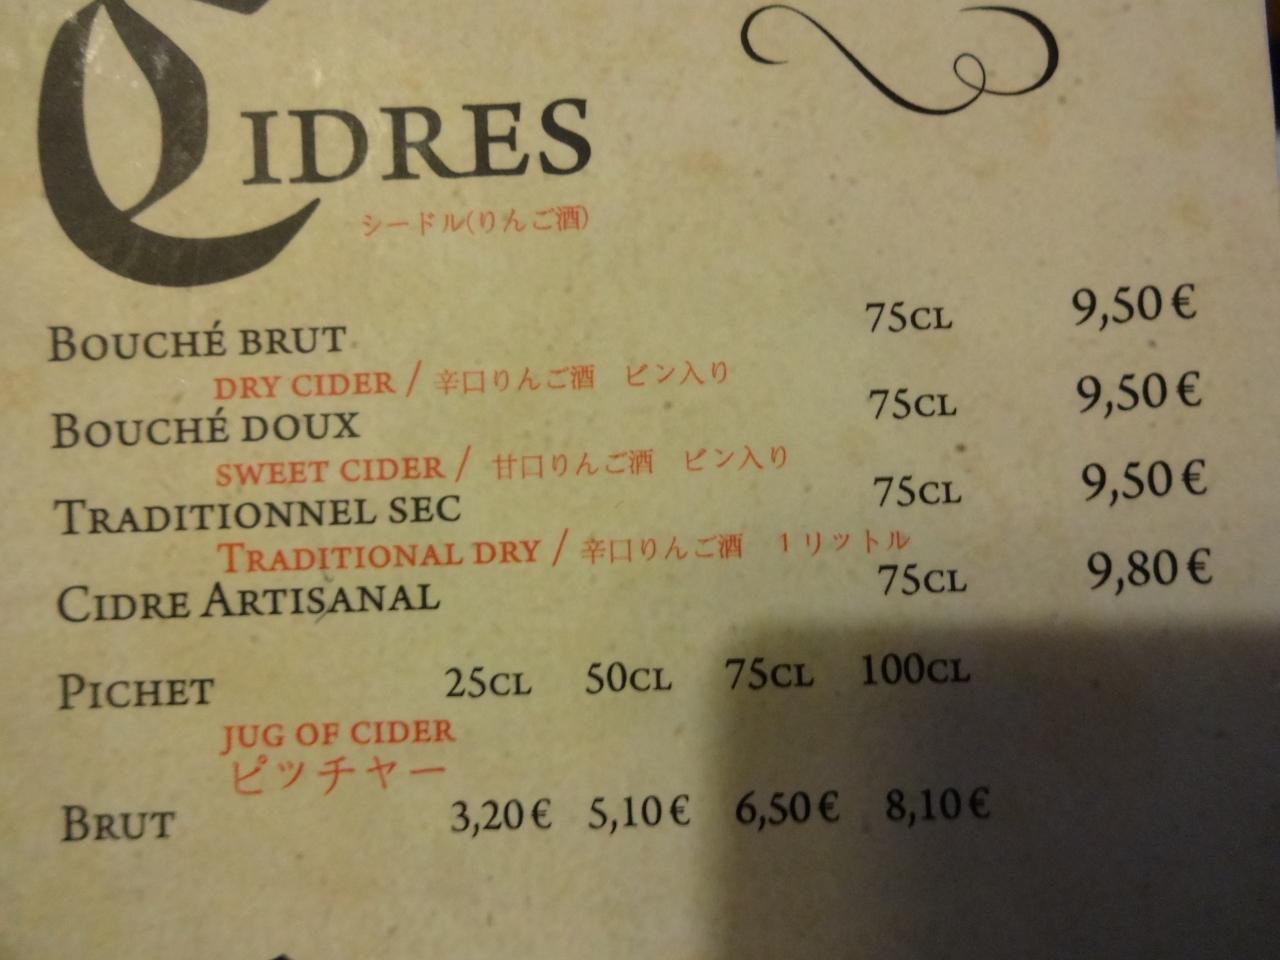 CIDRES
シードル(りんご酒)
BOUCHÉ BRUT 75CL 9,50 €
DRY CIDER / 辛口りんご酒 ビン入り
BOUCHÉ DOUX 75CL 9,50 €
SWEET CIDER / 甘口りんご酒 ビン入り
TRADITIONNEL SEC 75CL 9,50 €
TRADITIONAL DRY / 辛口りんご酒 1リットル
CIDRE ARTISANAL 75CL 9,80 €
PICHET 25CL 50CL 75CL 100CL
JUG OF CIDER
ピッチャー
BRUT 3,20 € 5,10 € 6,50 € 8,10 €